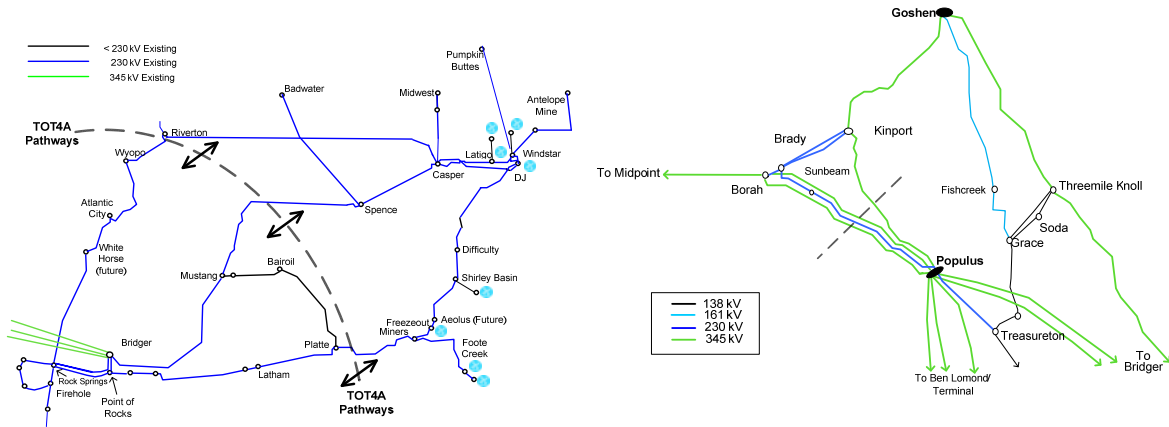 < 230 kV Existing
230 kV Existing
345 kV Existing
Pumpkin
Buttes
Badwater
Midwest
Antelope
Mine
TOT4A
Pathways
Riverton
Wyopo
Latigo
Windstar
Casper
DJ
Atlantic
City
Spence
White
Horse
(future)
Difficulty
Bairoil
Mustang
Shirley Basin
Aeolus (Future)
Freezeout
Miners
Bridger
Platte
Foote
Creek
Latham
Rock Springs
Firehole
Point of
Rocks
TOT4A
Pathways
Goshen
Brady
Kinport
To Midpoint
Sunbeam
Borah
Fishcreek
Threemile Knoll
Soda
Grace
Populus
138 kV
161 kV
230 kV
345 kV
Treasureton
To
Bridger
To Ben Lomond/
Terminal